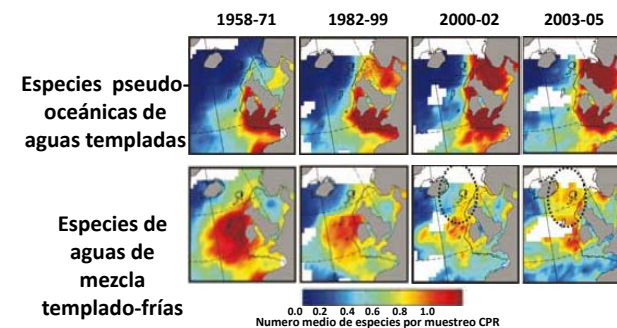 1958-71 1982-99 2000-02 2003-05
Especies pseudo-
oceánicas de
aguas templadas
Especies de
aguas de
mezcla
templado-frías
0.0 0.2 0.4 0.6 0.8 1.0
Numero medio de especies por muestreo CPR